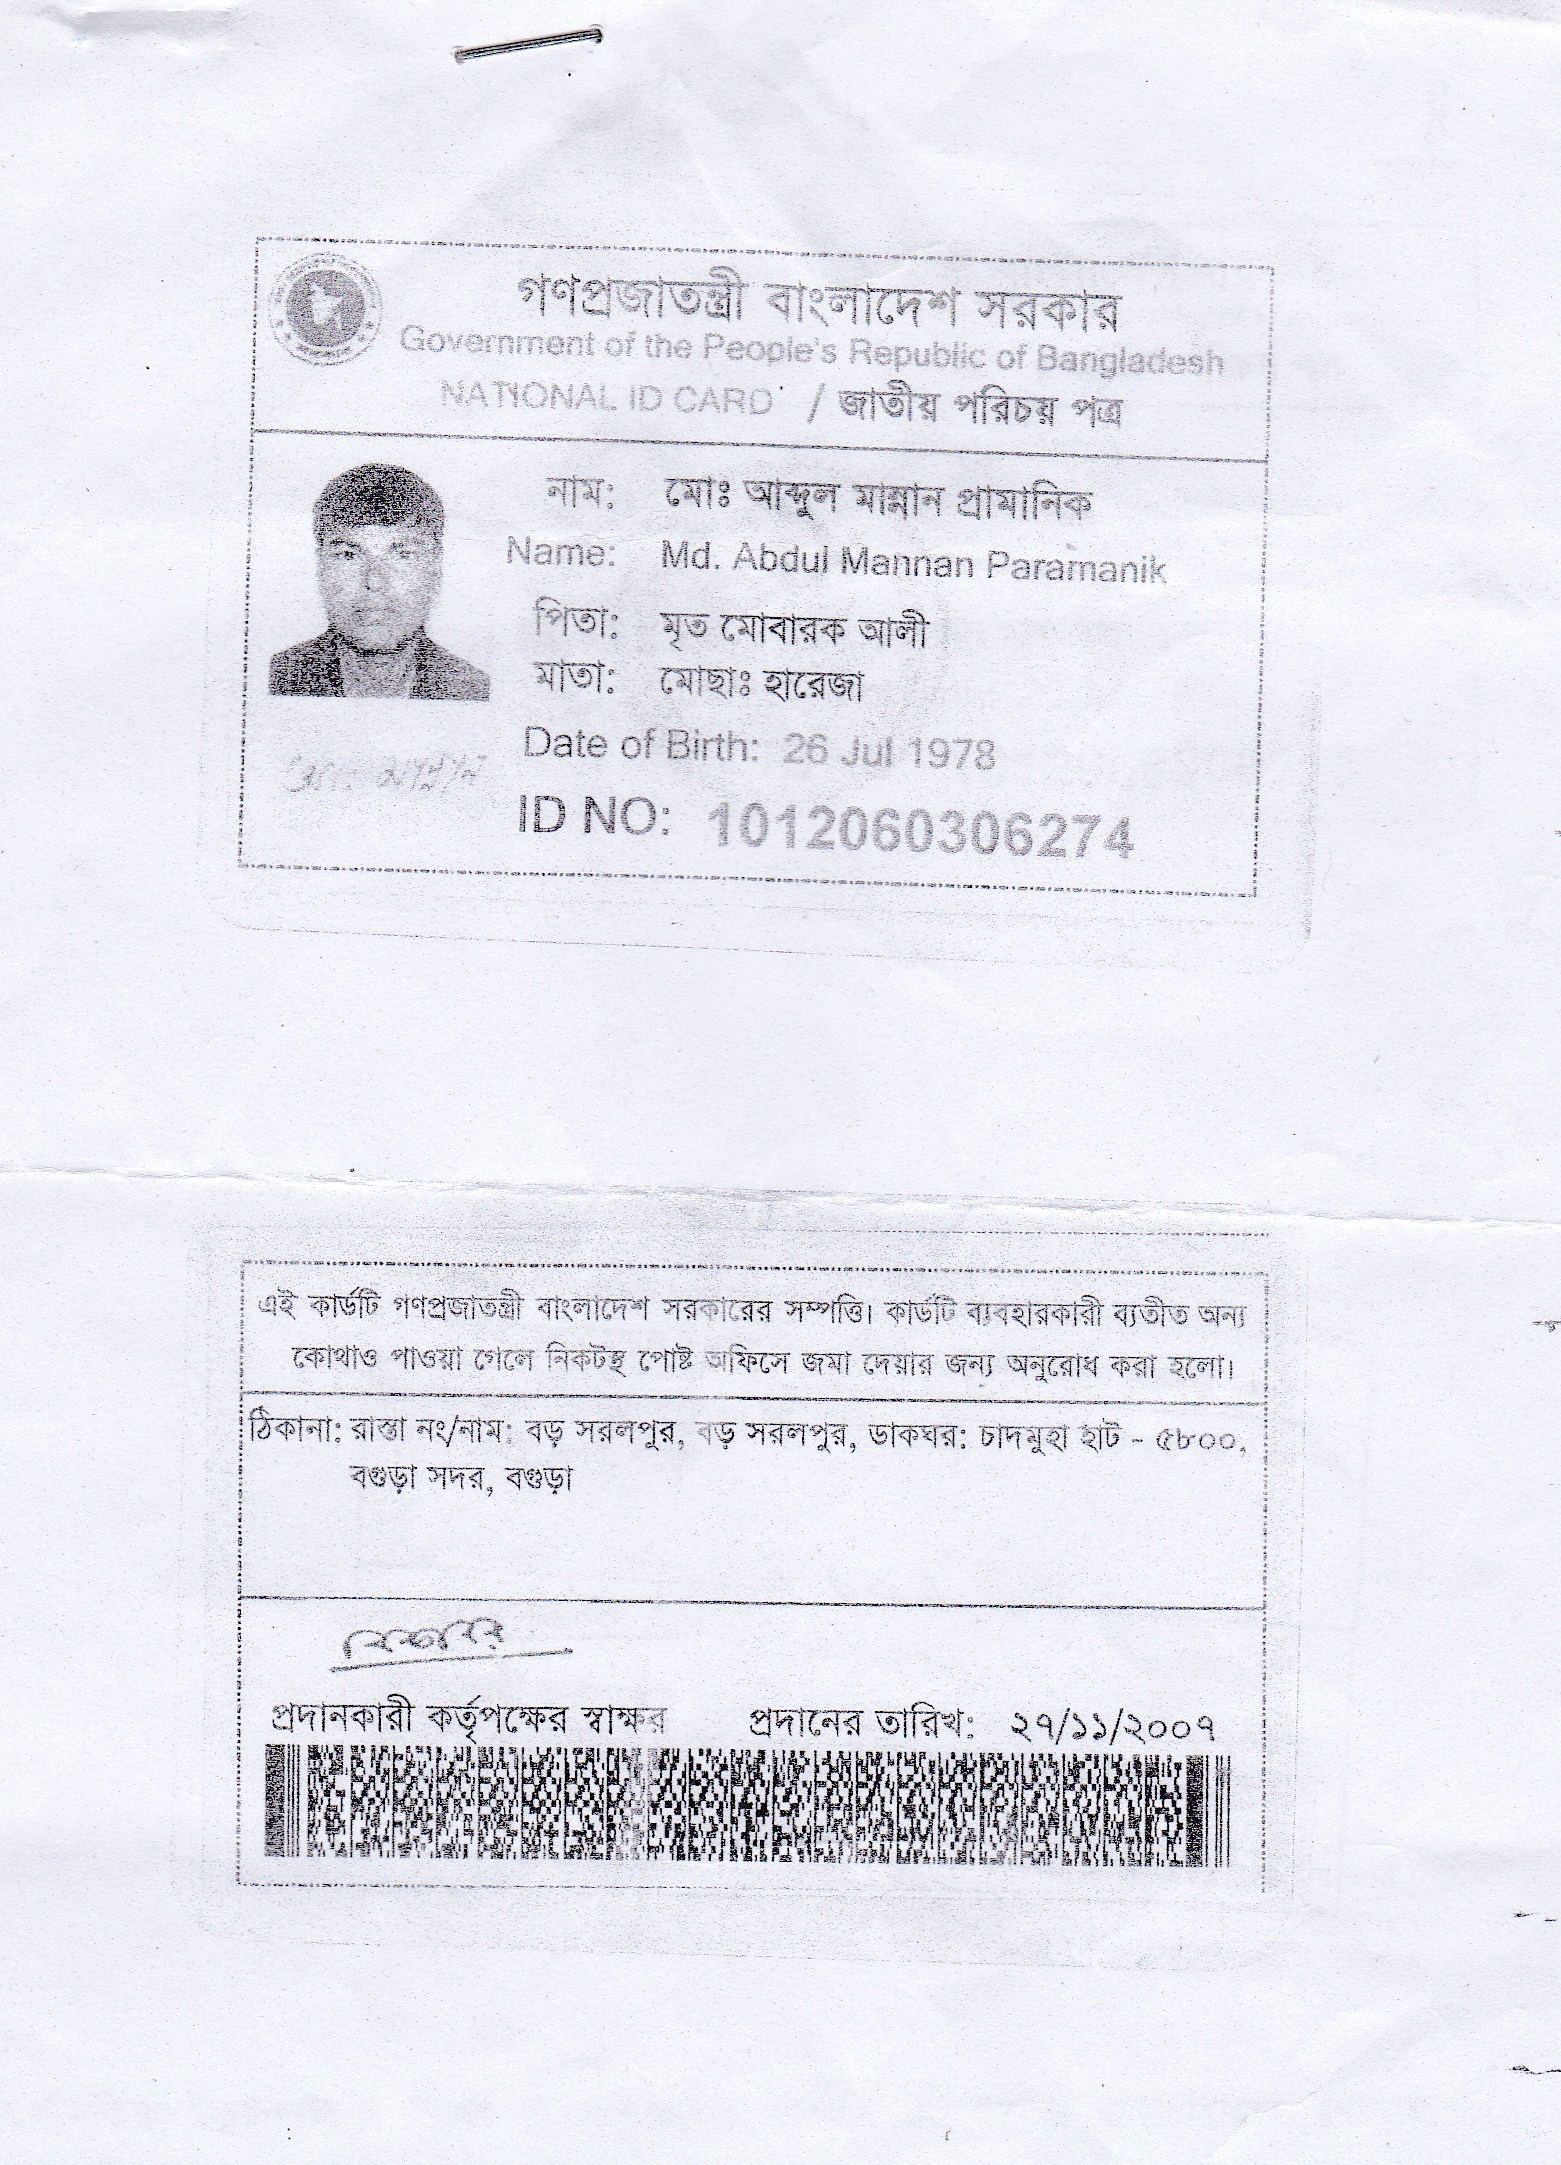 গণপ্রজাতন্ত্রী বাংলাদেশ সরকার
Government of the People's Republic of Bangladesh
NATIONAL ID CARD / জাতীয় পরিচয় পত্র
নাম: মোঃ আব্দুল মান্নান প্রামানিক
Name: Md. Abdul Mannan Paramanik
পিতা: মৃত মোবারক আলী
মাতা: মোছাঃ হারেজা
Date of Birth: 26 Jul 1978
ID NO: 1012060306274
এই কার্ডটি গণপ্রজাতন্ত্রী বাংলাদেশ সরকারের সম্পত্তি। কার্ডটি ব্যবহারকারী ব্যতীত অন্য
কোথাও পাওয়া গেলে নিকটস্থ পোষ্ট অফিসে জমা দেয়ার জন্য অনুরোধ করা হলো।
ঠিকানা: রাস্তা নং/নাম: বড় সরলপুর, বড় সরলপুর, ডাকঘর: চাদমুহা হাট - ৫৮০০,
বগুড়া সদর, বগুড়া
প্রদানকারী কর্তৃপক্ষের স্বাক্ষর প্রদানের তারিখ: ২৭/১১/২০০৭